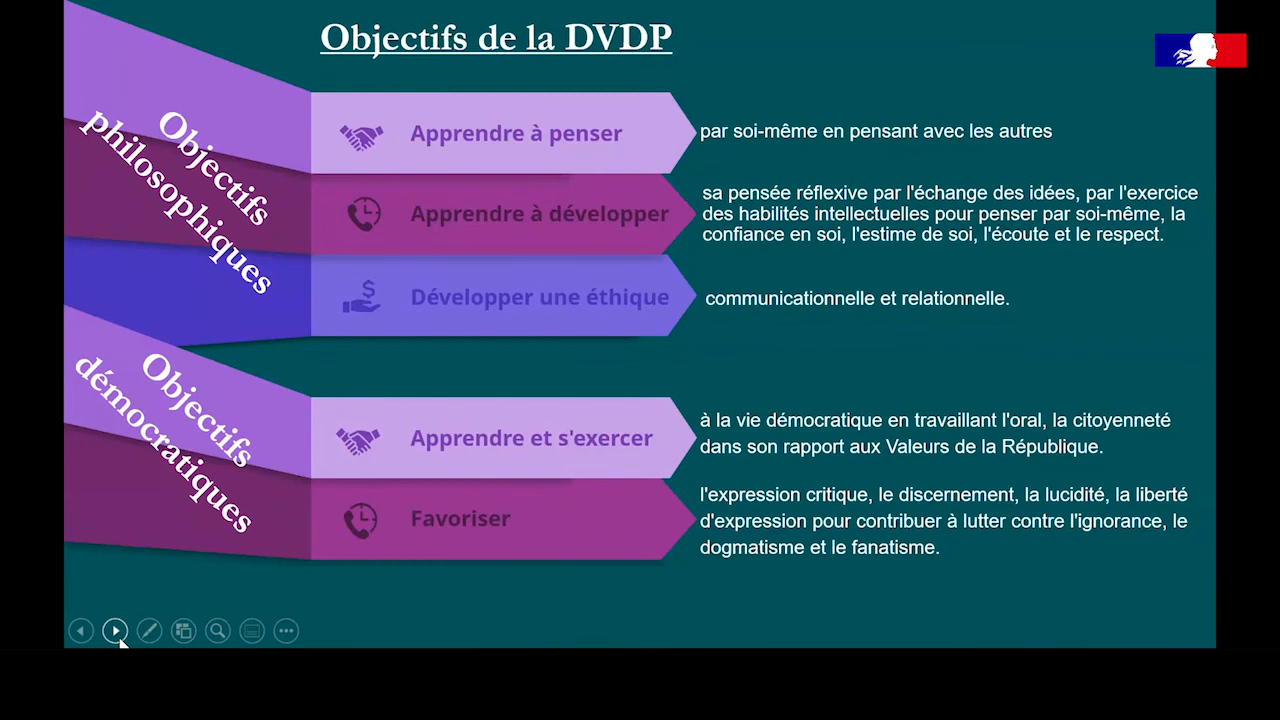 Objectifs de la DVDP
Objectifs
philosophiques
Apprendre à penser
par soi-même en pensant avec les autres
Apprendre à développer
sa pensée réflexive par l'échange des idées, par l'exercice
des habilités intellectuelles pour penser par soi-même, la
confiance en soi, l'estime de soi, l'écoute et le respect.
Développer une éthique
communicationnelle et relationnelle.
Objectifs
démocratiques
Apprendre et s'exercer
à la vie démocratique en travaillant l'oral, la citoyenneté
dans son rapport aux Valeurs de la République.
Favoriser
l'expression critique, le discernement, la lucidité, la liberté
d'expression pour contribuer à lutter contre l'ignorance, le
dogmatisme et le fanatisme.